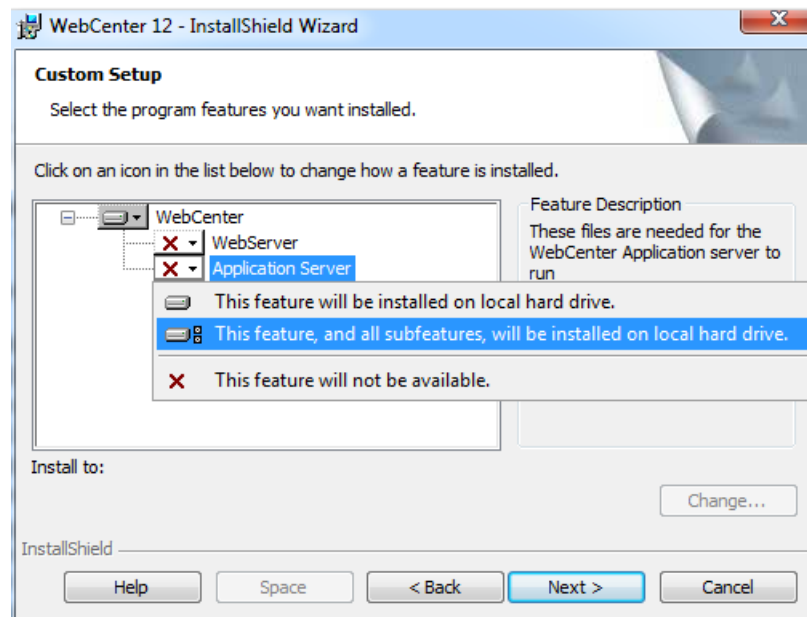 WebCenter 12 - InstallShield Wizard
Custom Setup
Select the program features you want installed.
Click on an icon in the list below to change how a feature is installed.
WebCenter
WebServer
Application Server
Feature Description
These files are needed for the
WebCenter Application server to
run
This feature will be installed on local hard drive.
This feature, and all subfeatures, will be installed on local hard drive.
This feature will not be available.
Install to:
Change...
InstallShield
Help
Space
< Back
Next >
Cancel